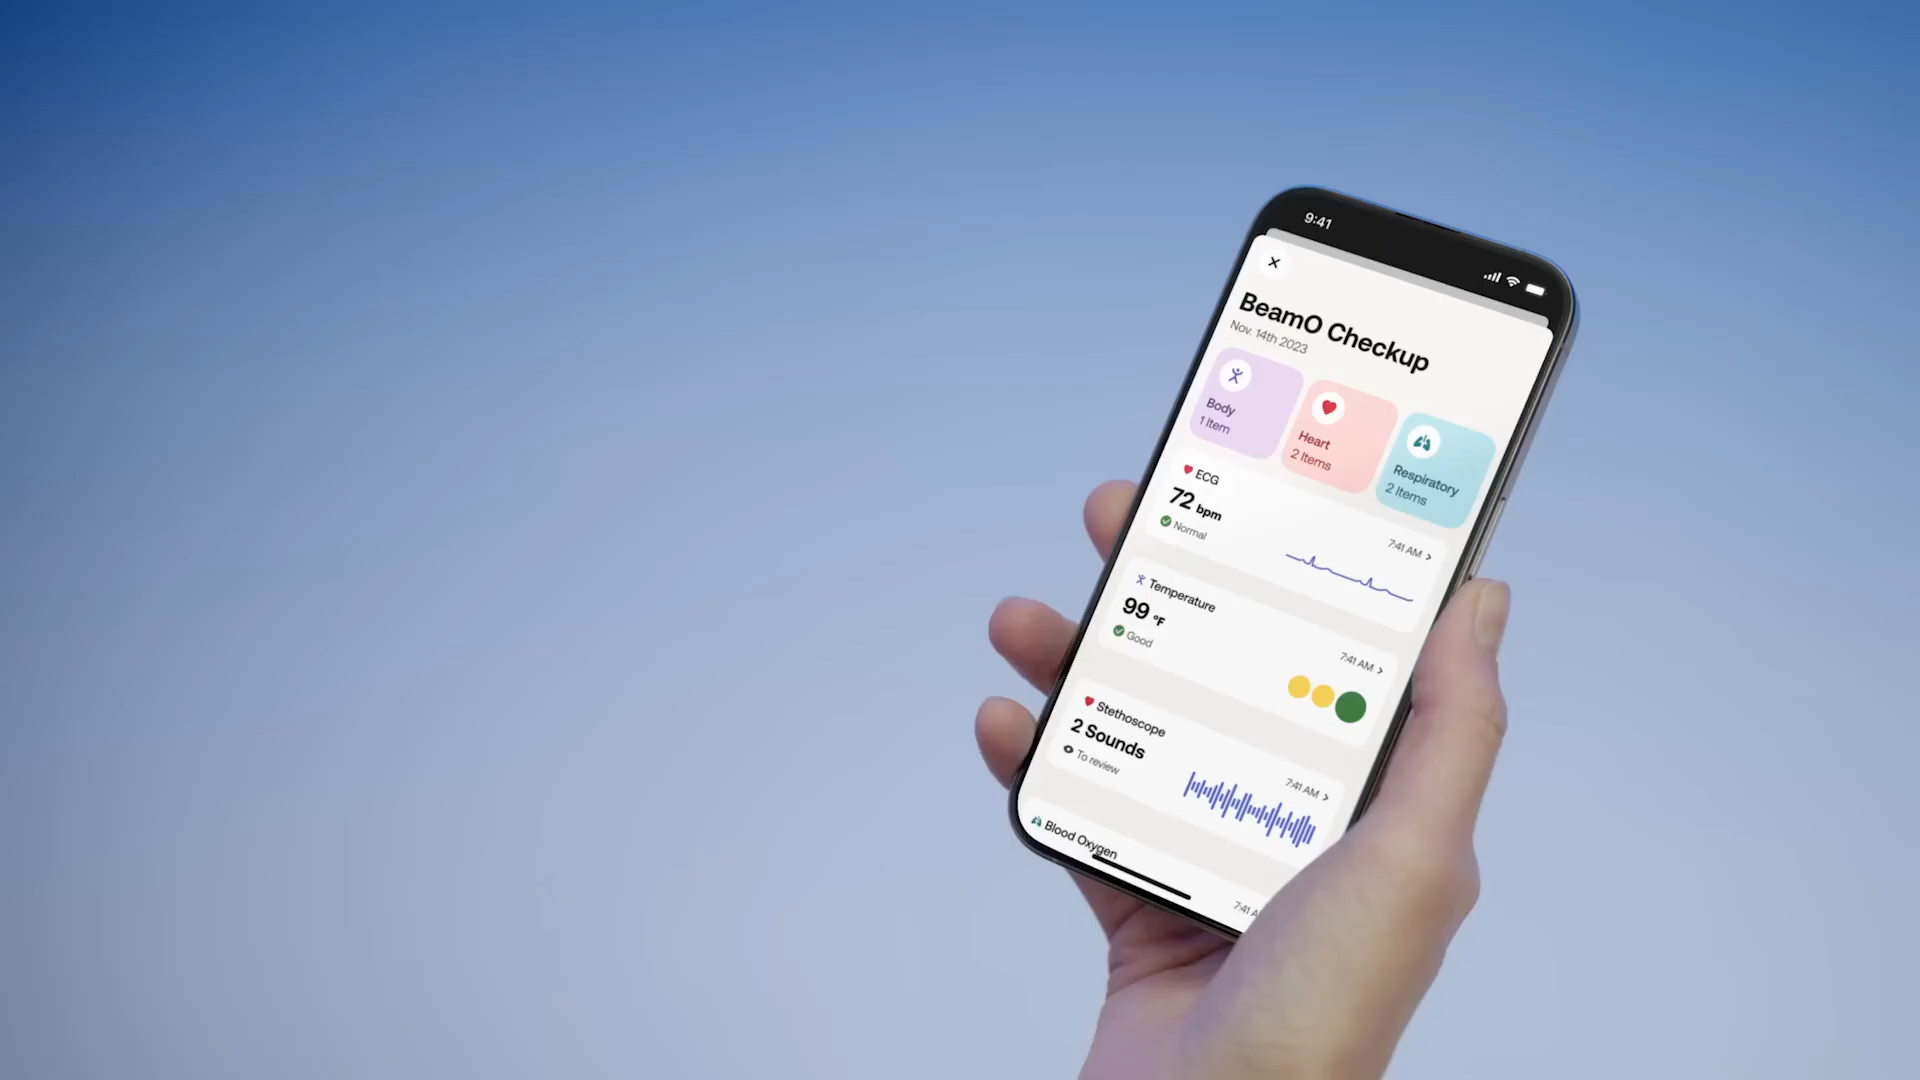 9:41
BeamO Checkup
Nov. 14th 2023
Body
1 Item
Heart
2 Items
Respiratory
2 Items
ECG
72 bpm
Normal
7:41 AM
Temperature
99 °F
Good
7:41 AM
Stethoscope
2 Sounds
To review
7:41 AM
Blood Oxygen
7:41 A